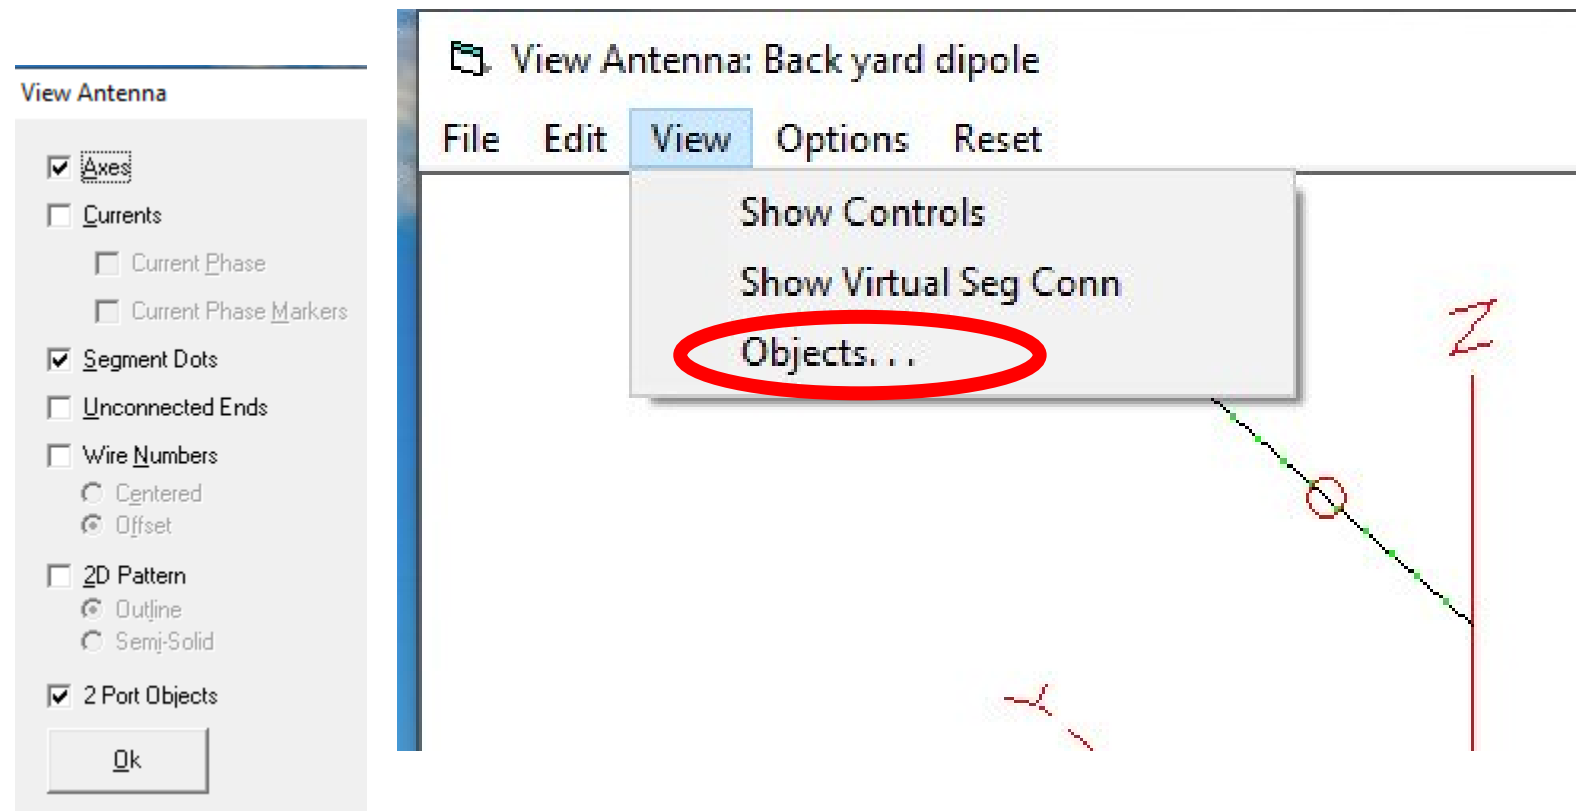 View Antenna
Axes
Currents
Current Phase
Current Phase Markers
Segment Dots
Unconnected Ends
Wire Numbers
Centered
Offset
2D Pattern
Outline
Semi-Solid
2 Port Objects
Ok
View Antenna: Back yard dipole
File Edit View Options Reset
Show Controls
Show Virtual Seg Conn
Objects. . .
Z
Y